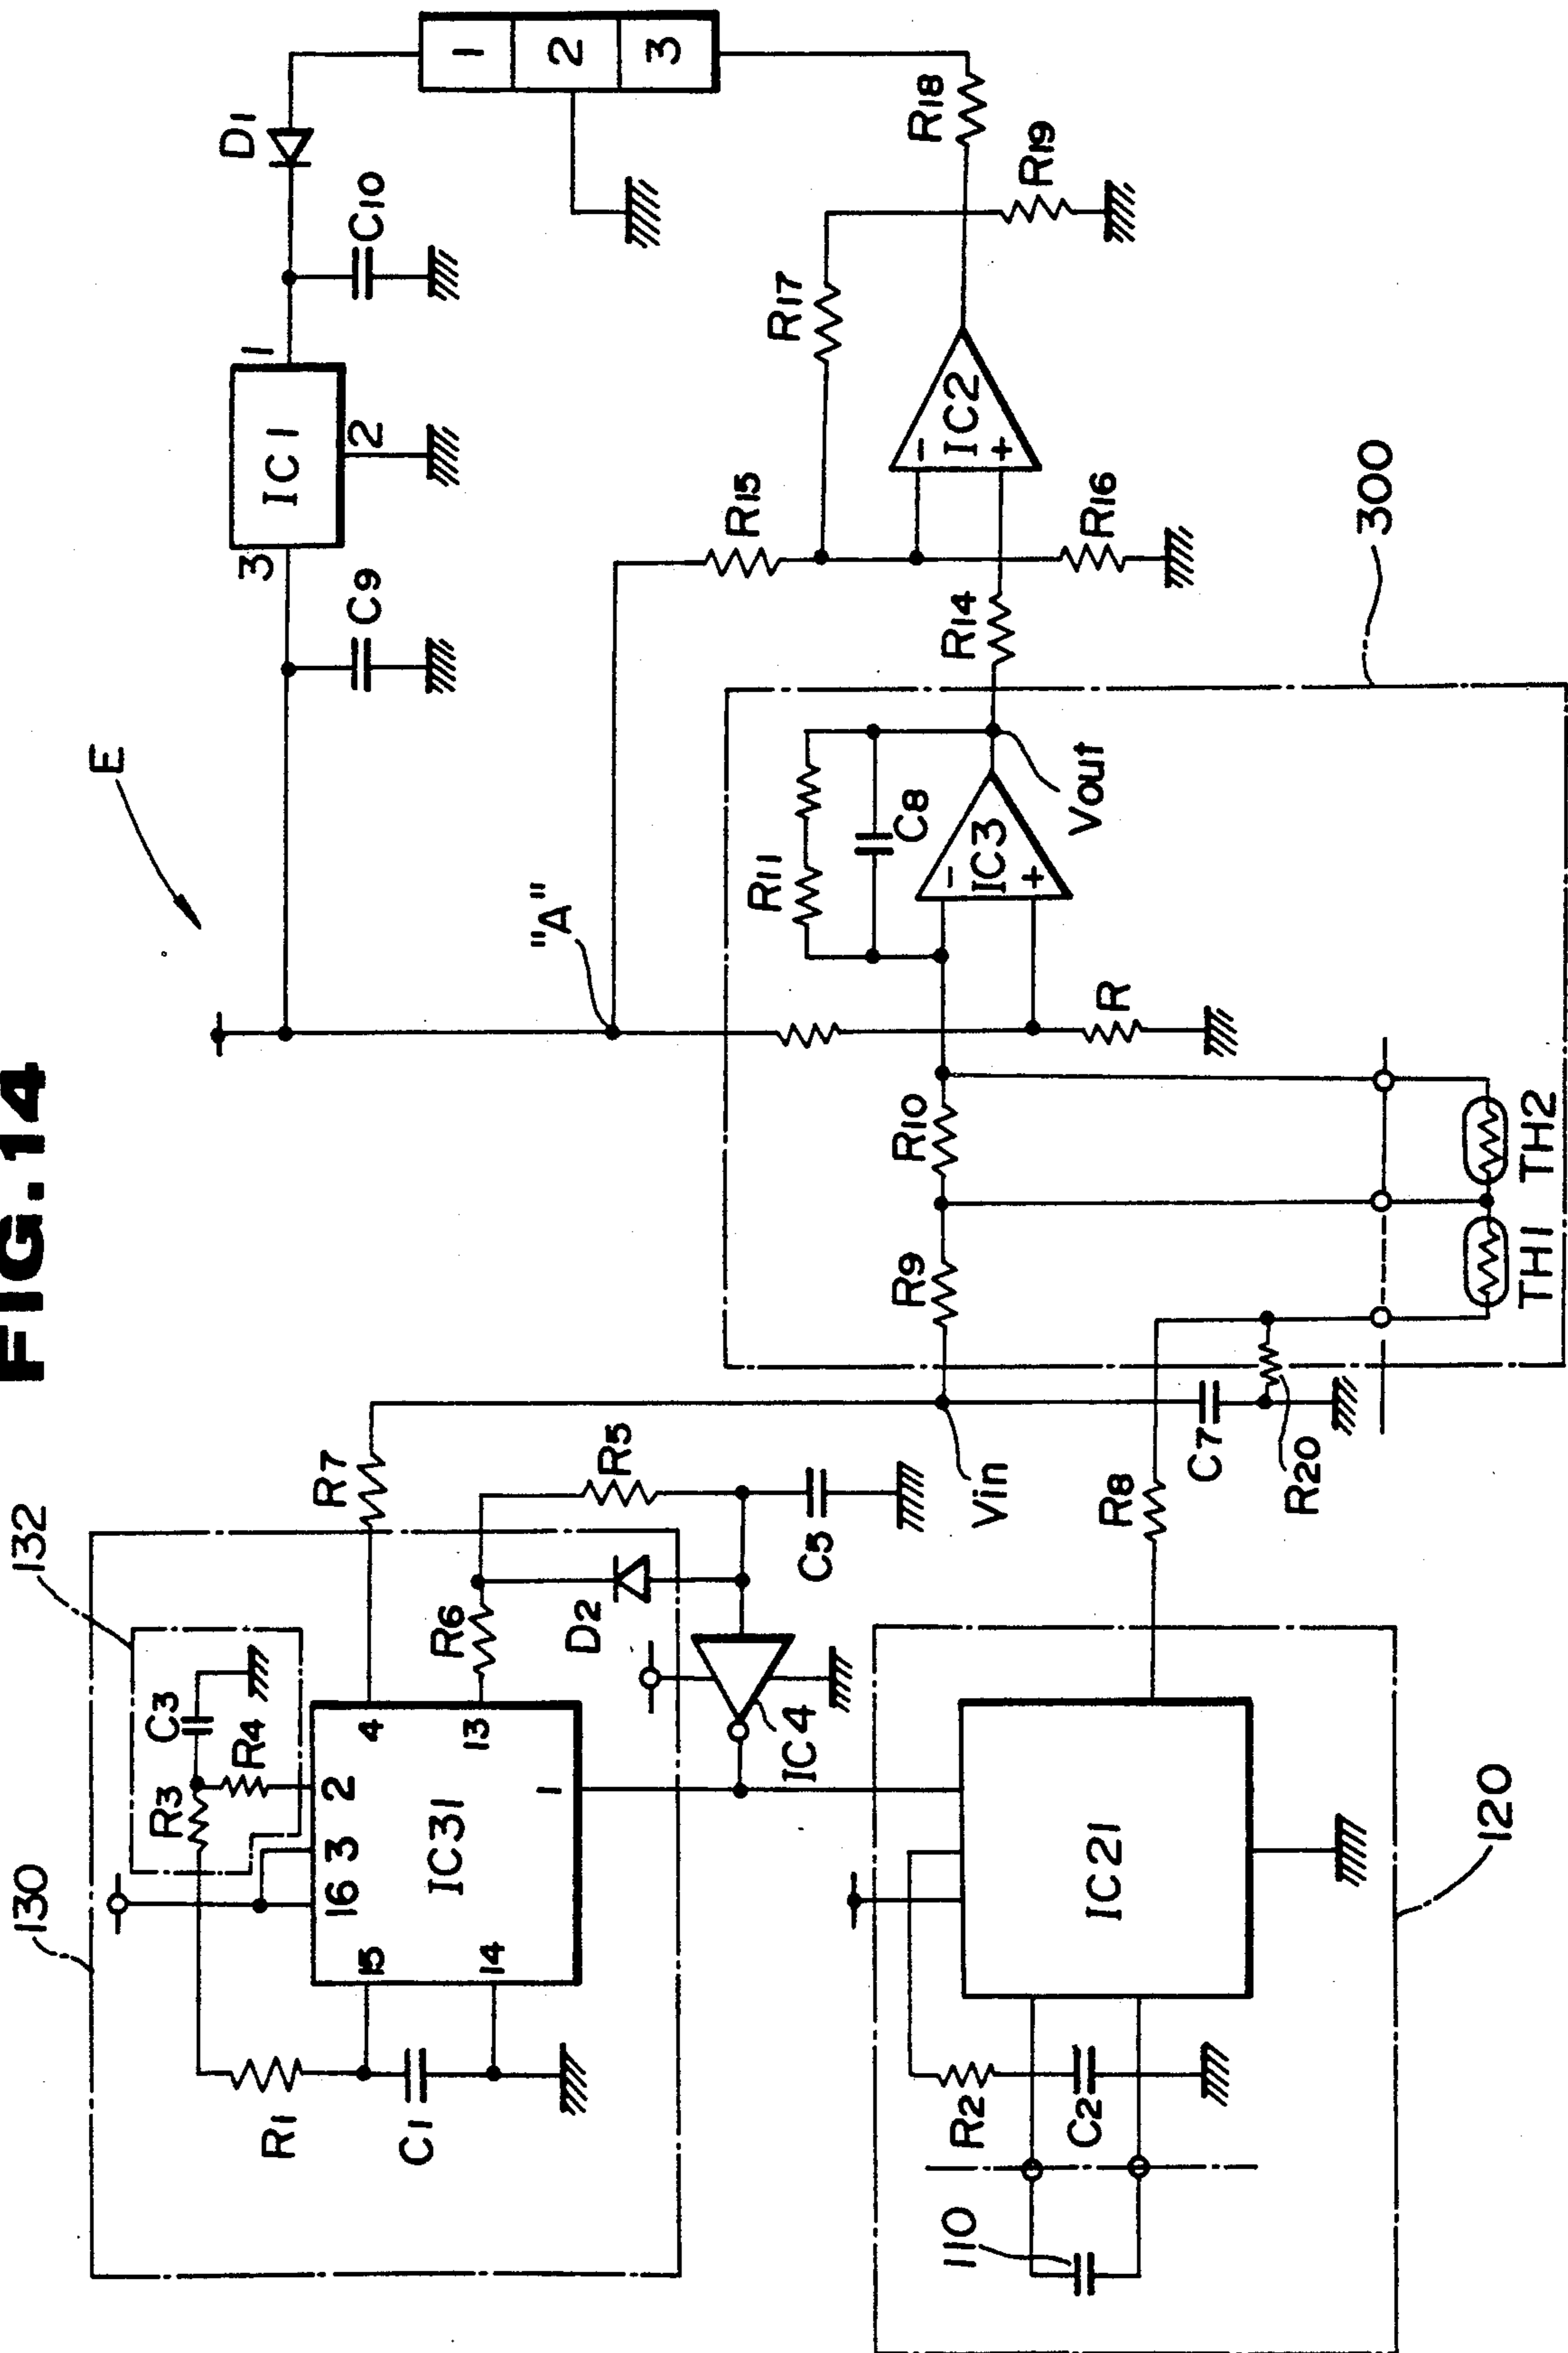 FIG.14
E
D1
1
2
3
C10
IC1
1
2
3
C9
"A"
R15
R17
R18
R19
IC2
-
+
R16
R14
300
R11
C8
IC3
-
+
Vout
R
R10
R9
TH1
TH2
130
132
C3
R3
R4
R7
R5
R6
D2
C5
4
13
2
3
16
15
14
1
IC31
R1
C1
IC4
Vin
R8
C7
R20
IC21
R2
C2
110
120